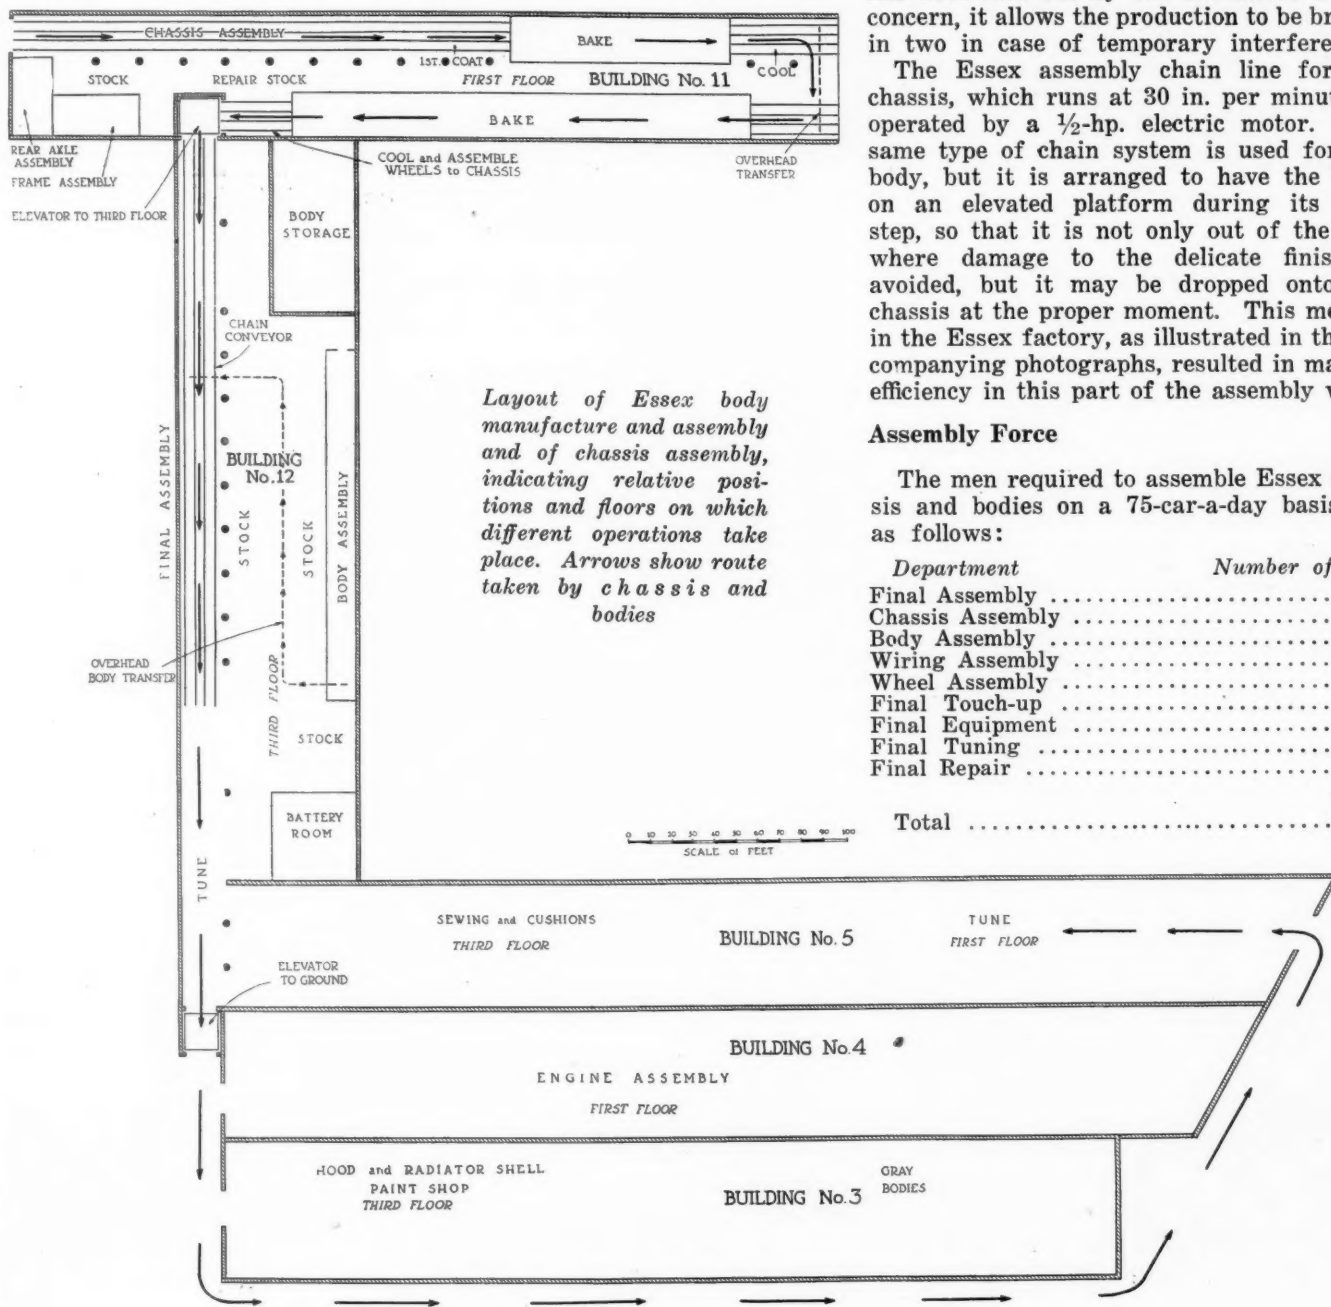 CHASSIS ASSEMBLY
BAKE
1ST. COAT
COOL
STOCK
REPAIR STOCK
FIRST FLOOR
BUILDING No. 11
BAKE
REAR AXLE
ASSEMBLY
FRAME ASSEMBLY
ELEVATOR TO THIRD FLOOR
COOL and ASSEMBLE
WHEELS to CHASSIS
OVERHEAD
TRANSFER
BODY
STORAGE
CHAIN
CONVEYOR
FINAL ASSEMBLY
BUILDING
No. 12
STOCK
STOCK
BODY ASSEMBLY
OVERHEAD
BODY TRANSFER
THIRD FLOOR
STOCK
BATTERY
ROOM
TUNE
ELEVATOR
TO GROUND
Layout of Essex body
manufacture and assembly
and of chassis assembly,
indicating relative posi-
tions and floors on which
different operations take
place. Arrows show route
taken by chassis and
bodies
0 10 20 30 40 50 60 70 80 90 100
SCALE of FEET
SEWING and CUSHIONS
THIRD FLOOR
BUILDING No. 5
TUNE
FIRST FLOOR
BUILDING No. 4
ENGINE ASSEMBLY
FIRST FLOOR
HOOD and RADIATOR SHELL
PAINT SHOP
THIRD FLOOR
BUILDING No. 3
GRAY
BODIES
concern, it allows the production to be br
in two in case of temporary interfere
The Essex assembly chain line for
chassis, which runs at 30 in. per minut
operated by a ½-hp. electric motor.
same type of chain system is used for
body, but it is arranged to have the
on an elevated platform during its
step, so that it is not only out of the
where damage to the delicate finis
avoided, but it may be dropped onto
chassis at the proper moment. This me
in the Essex factory, as illustrated in th
companying photographs, resulted in ma
efficiency in this part of the assembly
Assembly Force
The men required to assemble Essex
sis and bodies on a 75-car-a-day basis
as follows:
Department Number of
Final Assembly
Chassis Assembly
Body Assembly
Wiring Assembly
Wheel Assembly
Final Touch-up
Final Equipment
Final Tuning
Final Repair
Total